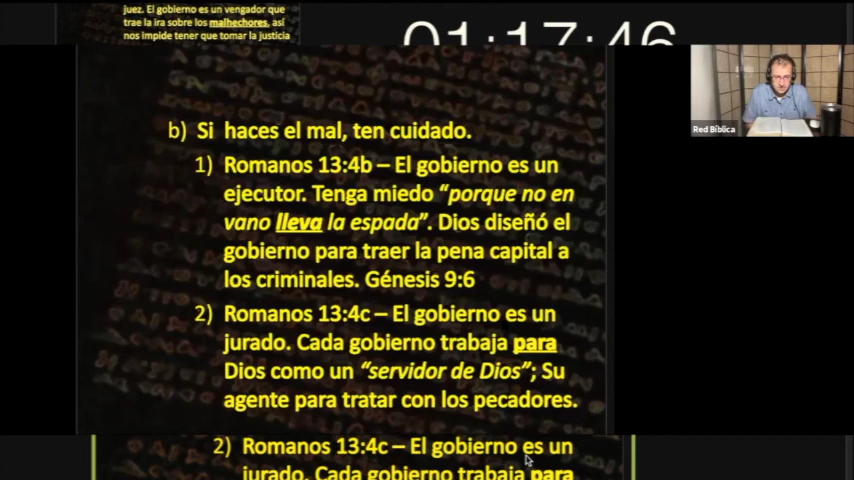 juez. El gobierno es un vengador que
trae la ira sobre los malhechores, así
nos impide tener que tomar la justicia
01:17:46
Red Bíblica
b) Si haces el mal, ten cuidado.
1) Romanos 13:4b – El gobierno es un
ejecutor. Tenga miedo “porque no en
vano lleva la espada”. Dios diseñó el
gobierno para traer la pena capital a
los criminales. Génesis 9:6
2) Romanos 13:4c – El gobierno es un
jurado. Cada gobierno trabaja para
Dios como un “servidor de Dios”; Su
agente para tratar con los pecadores.
2) Romanos 13:4c – El gobierno es un
jurado. Cada gobierno trabaja para